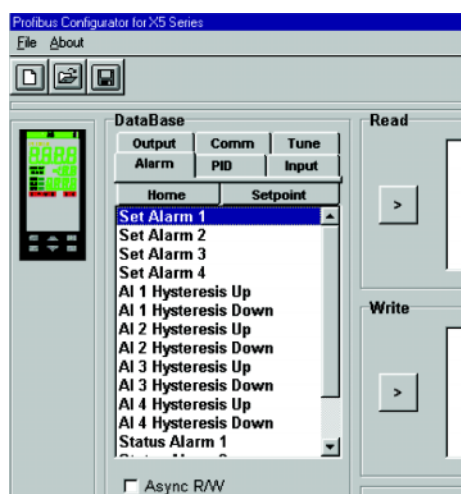 Profibus Configurator for X5 Series
File About
DataBase
Output Comm Tune
Alarm PID Input
Home Setpoint
Set Alarm 1
Set Alarm 2
Set Alarm 3
Set Alarm 4
Al 1 Hysteresis Up
Al 1 Hysteresis Down
Al 2 Hysteresis Up
Al 2 Hysteresis Down
Al 3 Hysteresis Up
Al 3 Hysteresis Down
Al 4 Hysteresis Up
Al 4 Hysteresis Down
Status Alarm 1
Async R/W
Read
>
Write
>